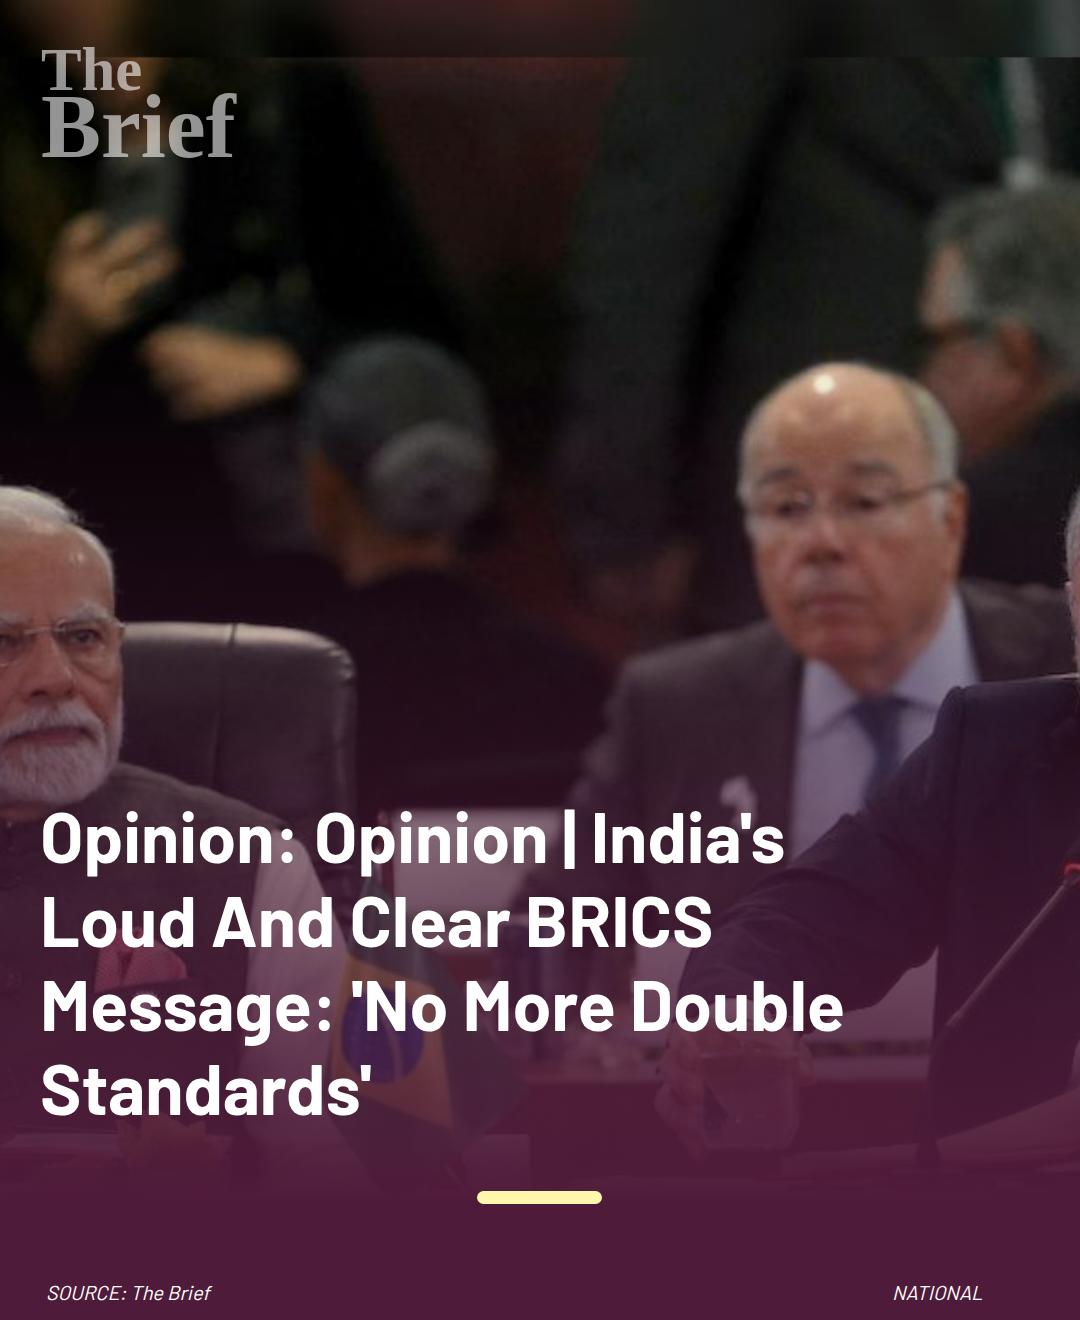 The
Brief
Opinion: Opinion | India's
Loud And Clear BRICS
Message: 'No More Double
Standards'
SOURCE: The Brief
NATIONAL